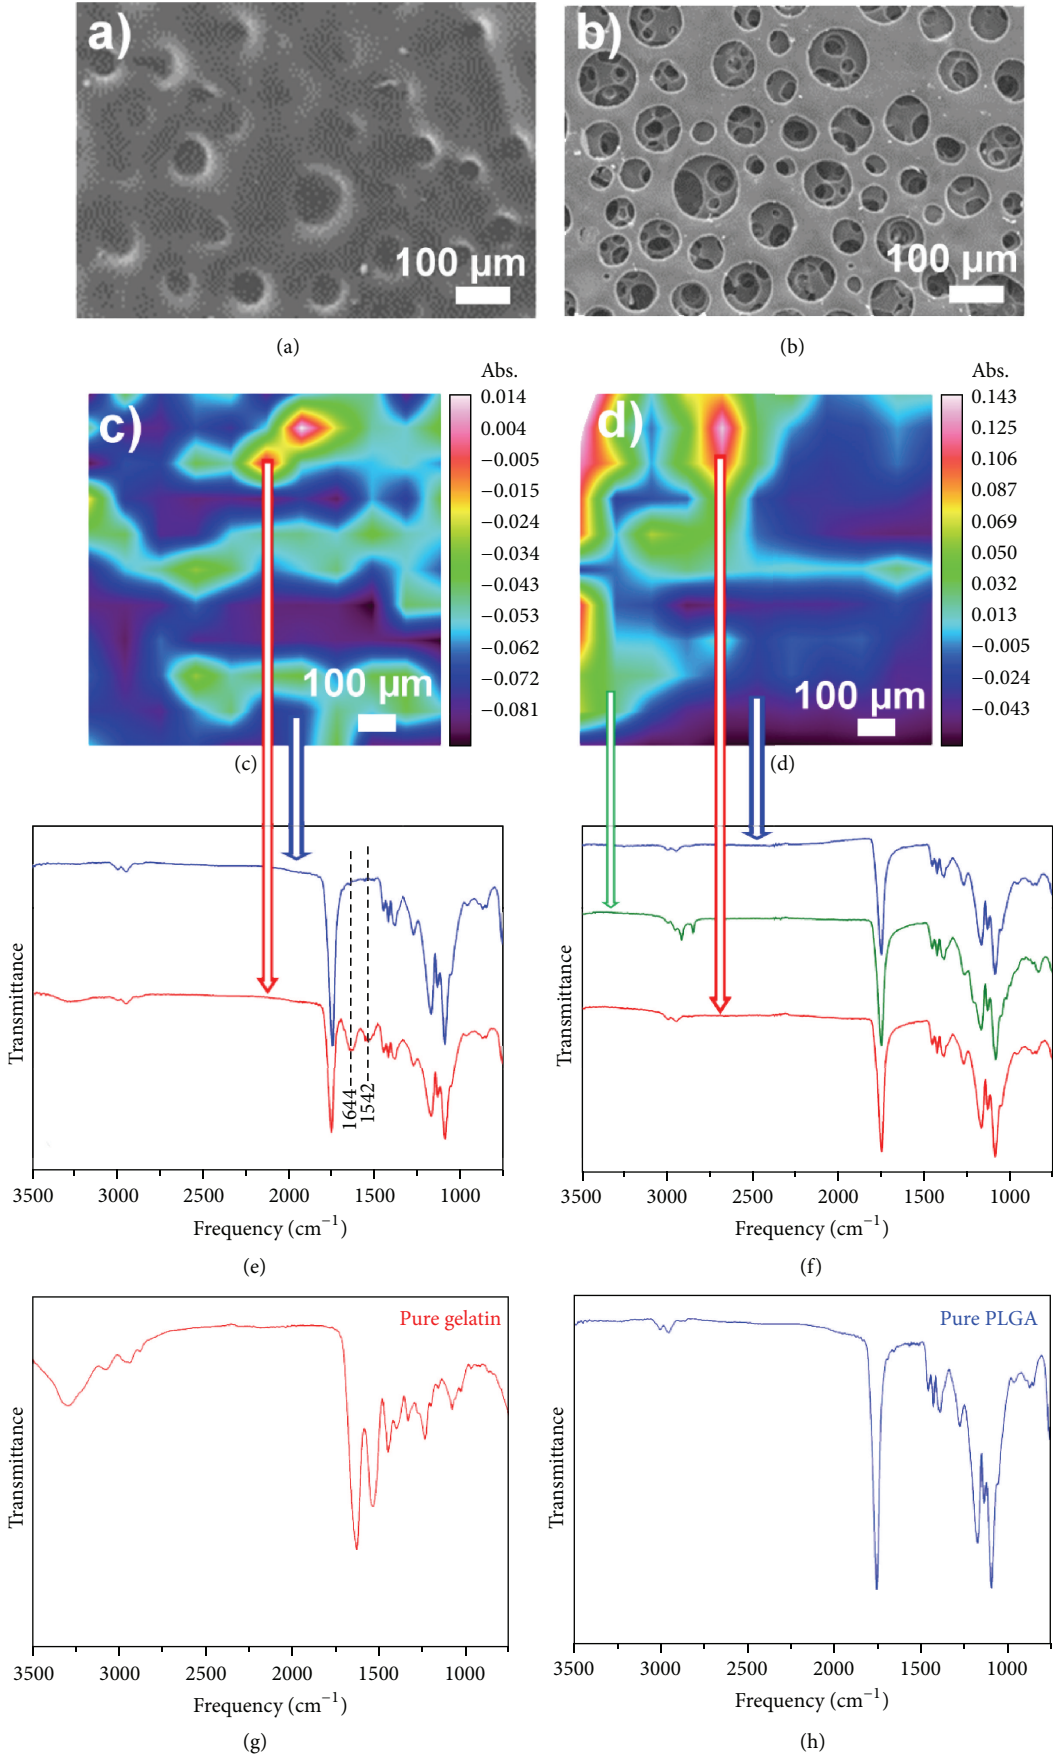 a)
100 µm
b)
100 µm
(a)
(b)
c)
100 µm
Abs.
0.014
0.004
−0.005
−0.015
−0.024
−0.034
−0.043
−0.053
−0.062
−0.072
−0.081
d)
100 µm
Abs.
0.143
0.125
0.106
0.087
0.069
0.050
0.032
0.013
−0.005
−0.024
−0.043
(c)
(d)
Transmittance
1644
1542
3500 3000 2500 2000 1500 1000
Frequency (cm⁻¹)
(e)
Transmittance
3500 3000 2500 2000 1500 1000
Frequency (cm⁻¹)
(f)
Pure gelatin
Transmittance
3500 3000 2500 2000 1500 1000
Frequency (cm⁻¹)
(g)
Pure PLGA
Transmittance
3500 3000 2500 2000 1500 1000
Frequency (cm⁻¹)
(h)